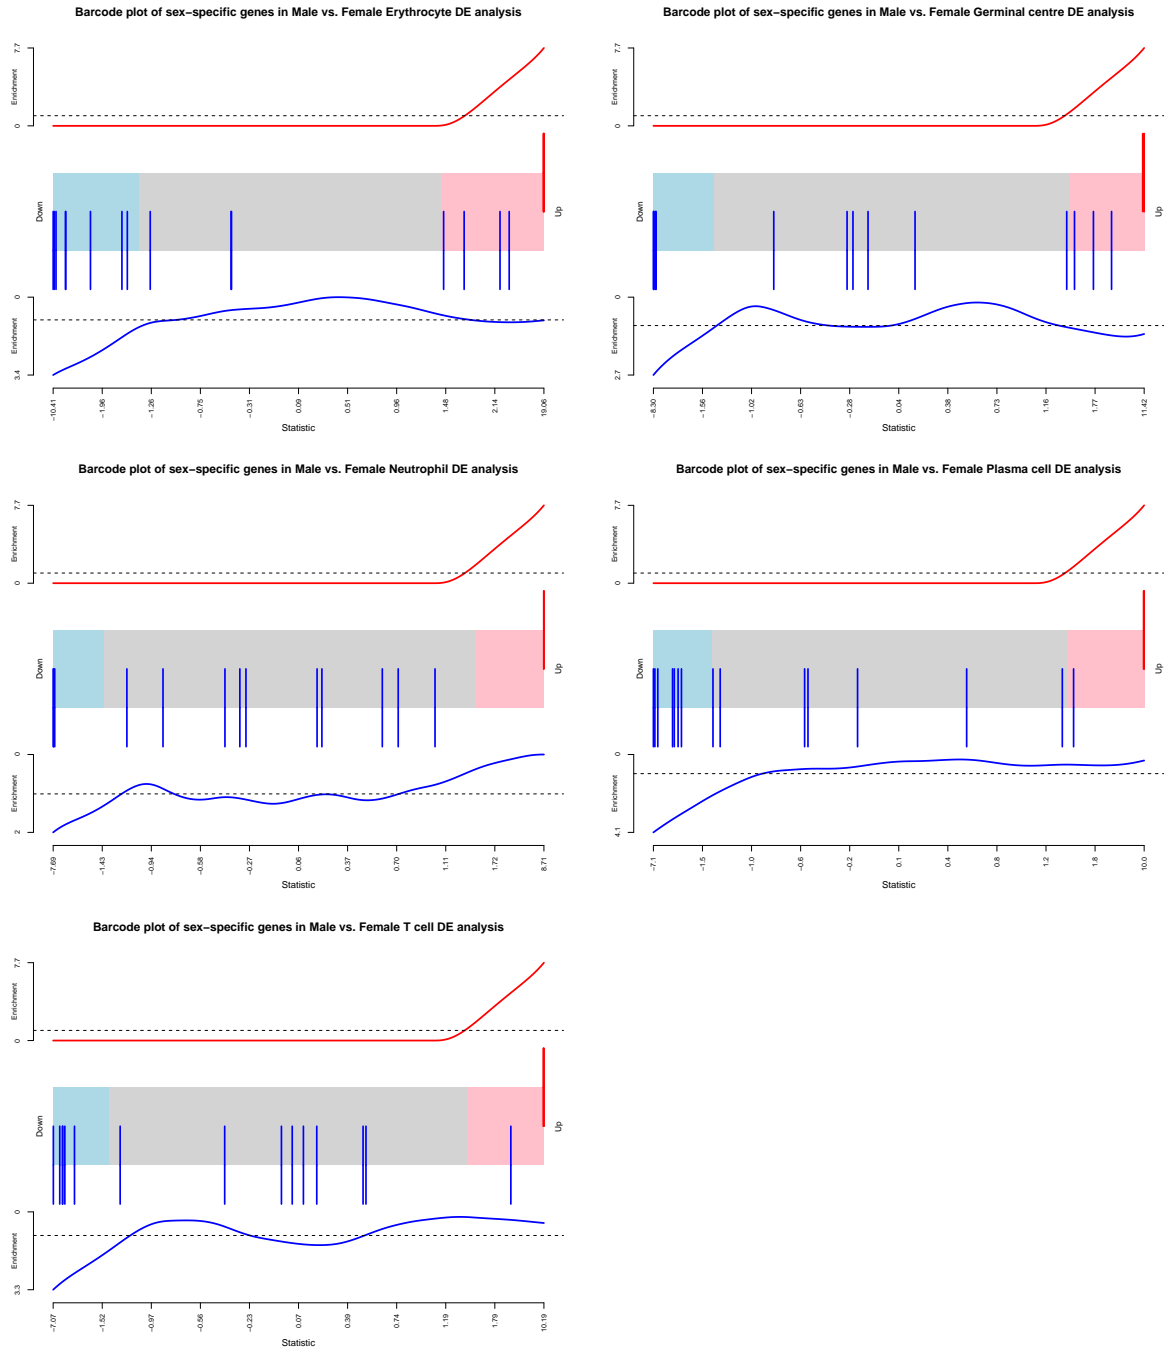 Barcode plot of sex−specific genes in Male vs. Female Erythrocyte DE analysis
Enrichment
0
7.7
Down
Up
Enrichment
0
3.4
−10.41
−1.96
−1.26
−0.75
−0.31
0.09
0.51
0.96
1.48
2.14
19.06
Statistic
Barcode plot of sex−specific genes in Male vs. Female Germinal centre DE analysis
Enrichment
0
7.7
Down
Up
Enrichment
0
2.7
−8.30
−1.56
−1.02
−0.63
−0.28
0.04
0.38
0.73
1.16
1.77
11.42
Statistic
Barcode plot of sex−specific genes in Male vs. Female Neutrophil DE analysis
Enrichment
0
7.7
Down
Up
Enrichment
0
2
−7.69
−1.43
−0.94
−0.58
−0.27
0.06
0.37
0.70
1.11
1.72
8.71
Statistic
Barcode plot of sex−specific genes in Male vs. Female Plasma cell DE analysis
Enrichment
0
7.7
Down
Up
Enrichment
0
4.1
−7.1
−1.5
−1.0
−0.6
−0.2
0.1
0.4
0.8
1.2
1.8
10.0
Statistic
Barcode plot of sex−specific genes in Male vs. Female T cell DE analysis
Enrichment
0
7.7
Down
Up
Enrichment
0
3.3
−7.07
−1.52
−0.97
−0.56
−0.23
0.07
0.39
0.74
1.19
1.79
10.19
Statistic